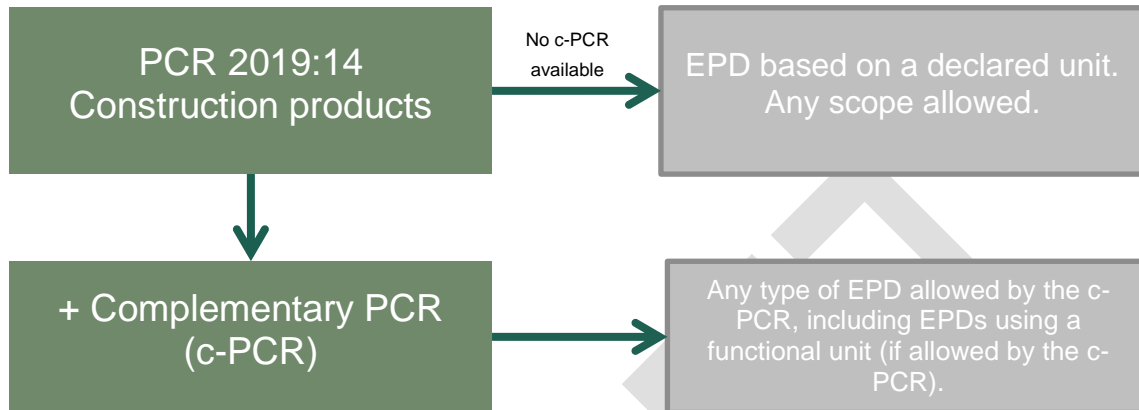 PCR 2019:14
Construction products
No c-PCR
available
EPD based on a declared unit.
Any scope allowed.
+ Complementary PCR
(c-PCR)
Any type of EPD allowed by the c-
PCR, including EPDs using a
functional unit (if allowed by the c-
PCR).